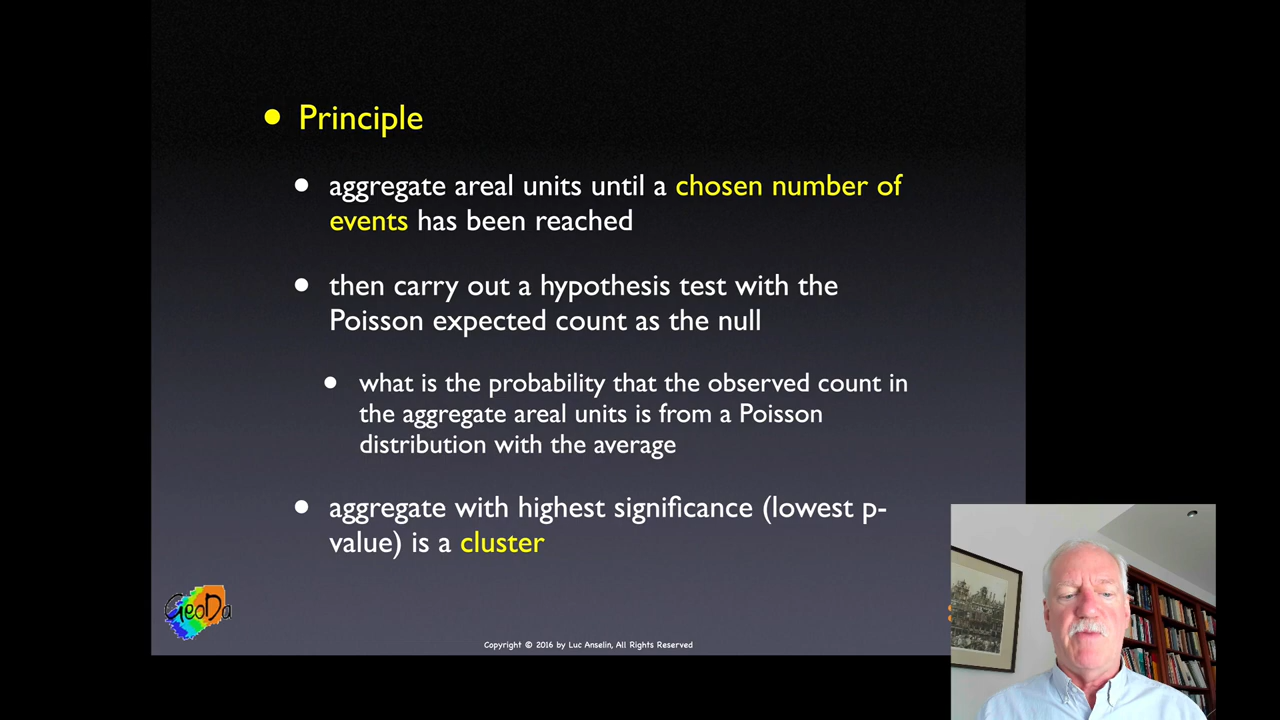 Principle
aggregate areal units until a chosen number of
events has been reached
then carry out a hypothesis test with the
Poisson expected count as the null
what is the probability that the observed count in
the aggregate areal units is from a Poisson
distribution with the average
aggregate with highest significance (lowest p-
value) is a cluster
GeoDa
Copyright © 2016 by Luc Anselin, All Rights Reserved